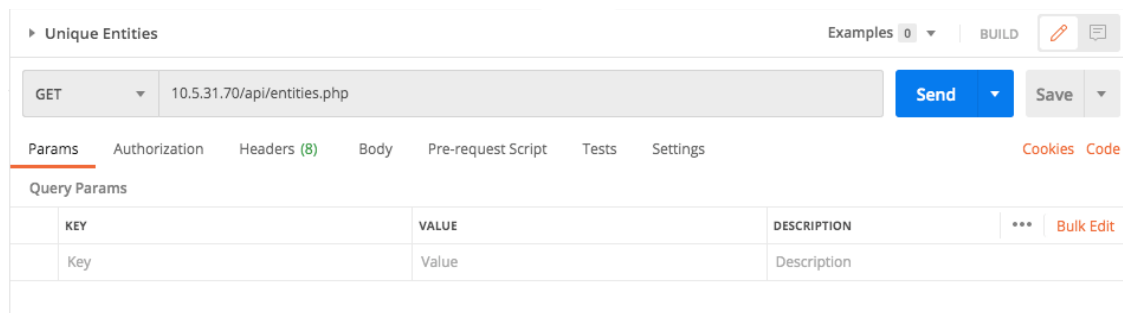 Unique Entities Examples 0 BUILD
GET 10.5.31.70/api/entities.php Send Save
Params Authorization Headers (8) Body Pre-request Script Tests Settings Cookies Code
Query Params
KEY VALUE DESCRIPTION ••• Bulk Edit
Key Value Description